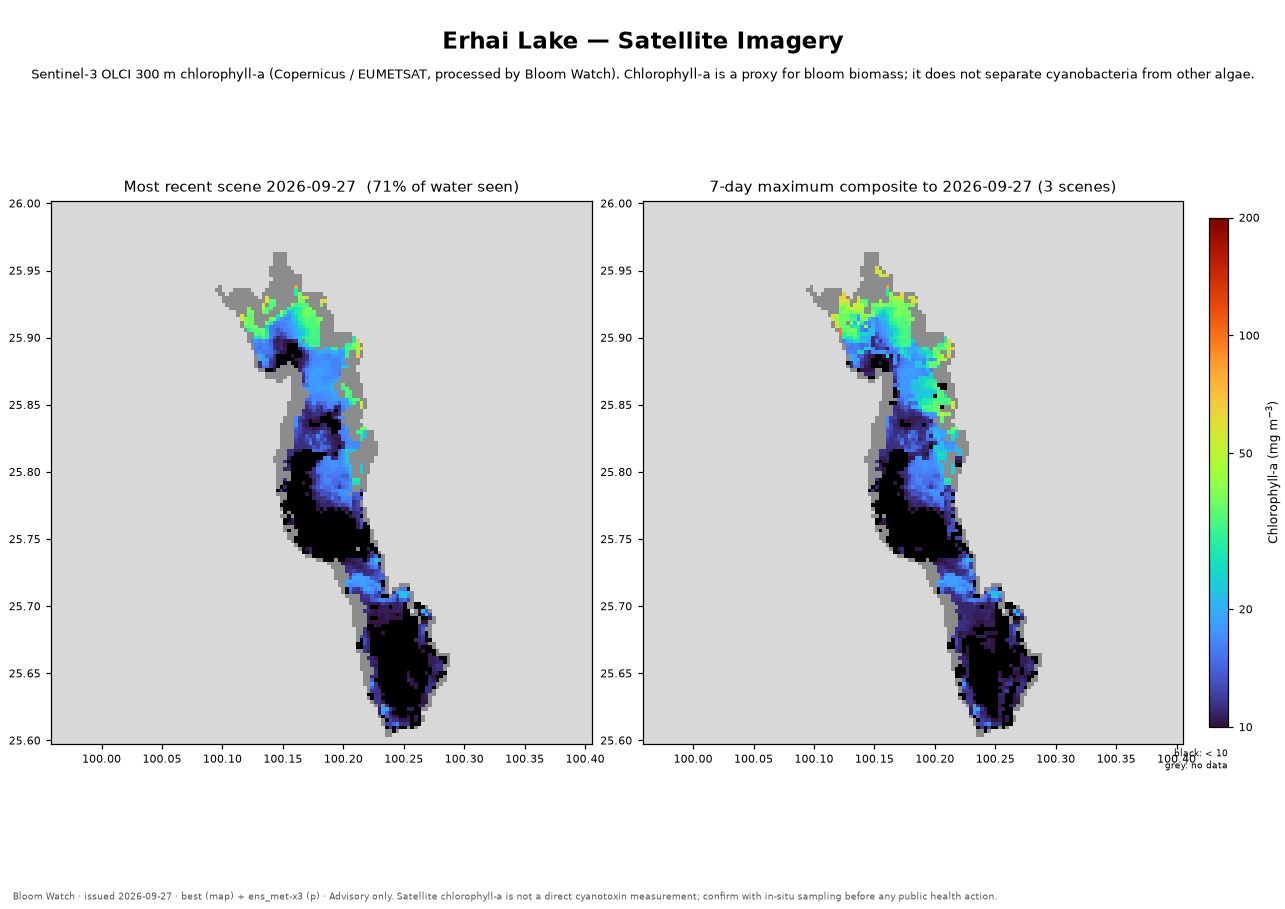 Erhai Lake — Satellite Imagery
Sentinel-3 OLCI 300 m chlorophyll-a (Copernicus / EUMETSAT, processed by Bloom Watch). Chlorophyll-a is a proxy for bloom biomass; it does not separate cyanobacteria from other algae.
Most recent scene 2026-09-27 (71% of water seen)
26.00
25.95
25.90
25.85
25.80
25.75
25.70
25.65
25.60
100.00 100.05 100.10 100.15 100.20 100.25 100.30 100.35 100.40
7-day maximum composite to 2026-09-27 (3 scenes)
26.00
25.95
25.90
25.85
25.80
25.75
25.70
25.65
25.60
100.00 100.05 100.10 100.15 100.20 100.25 100.30 100.35 100.40
200
100
50
20
10
Chlorophyll-a (mg m⁻³)
black: < 10
grey: no data
Bloom Watch · issued 2026-09-27 · best (map) + ens_met-x3 (p) · Advisory only. Satellite chlorophyll-a is not a direct cyanotoxin measurement; confirm with in-situ sampling before any public health action.